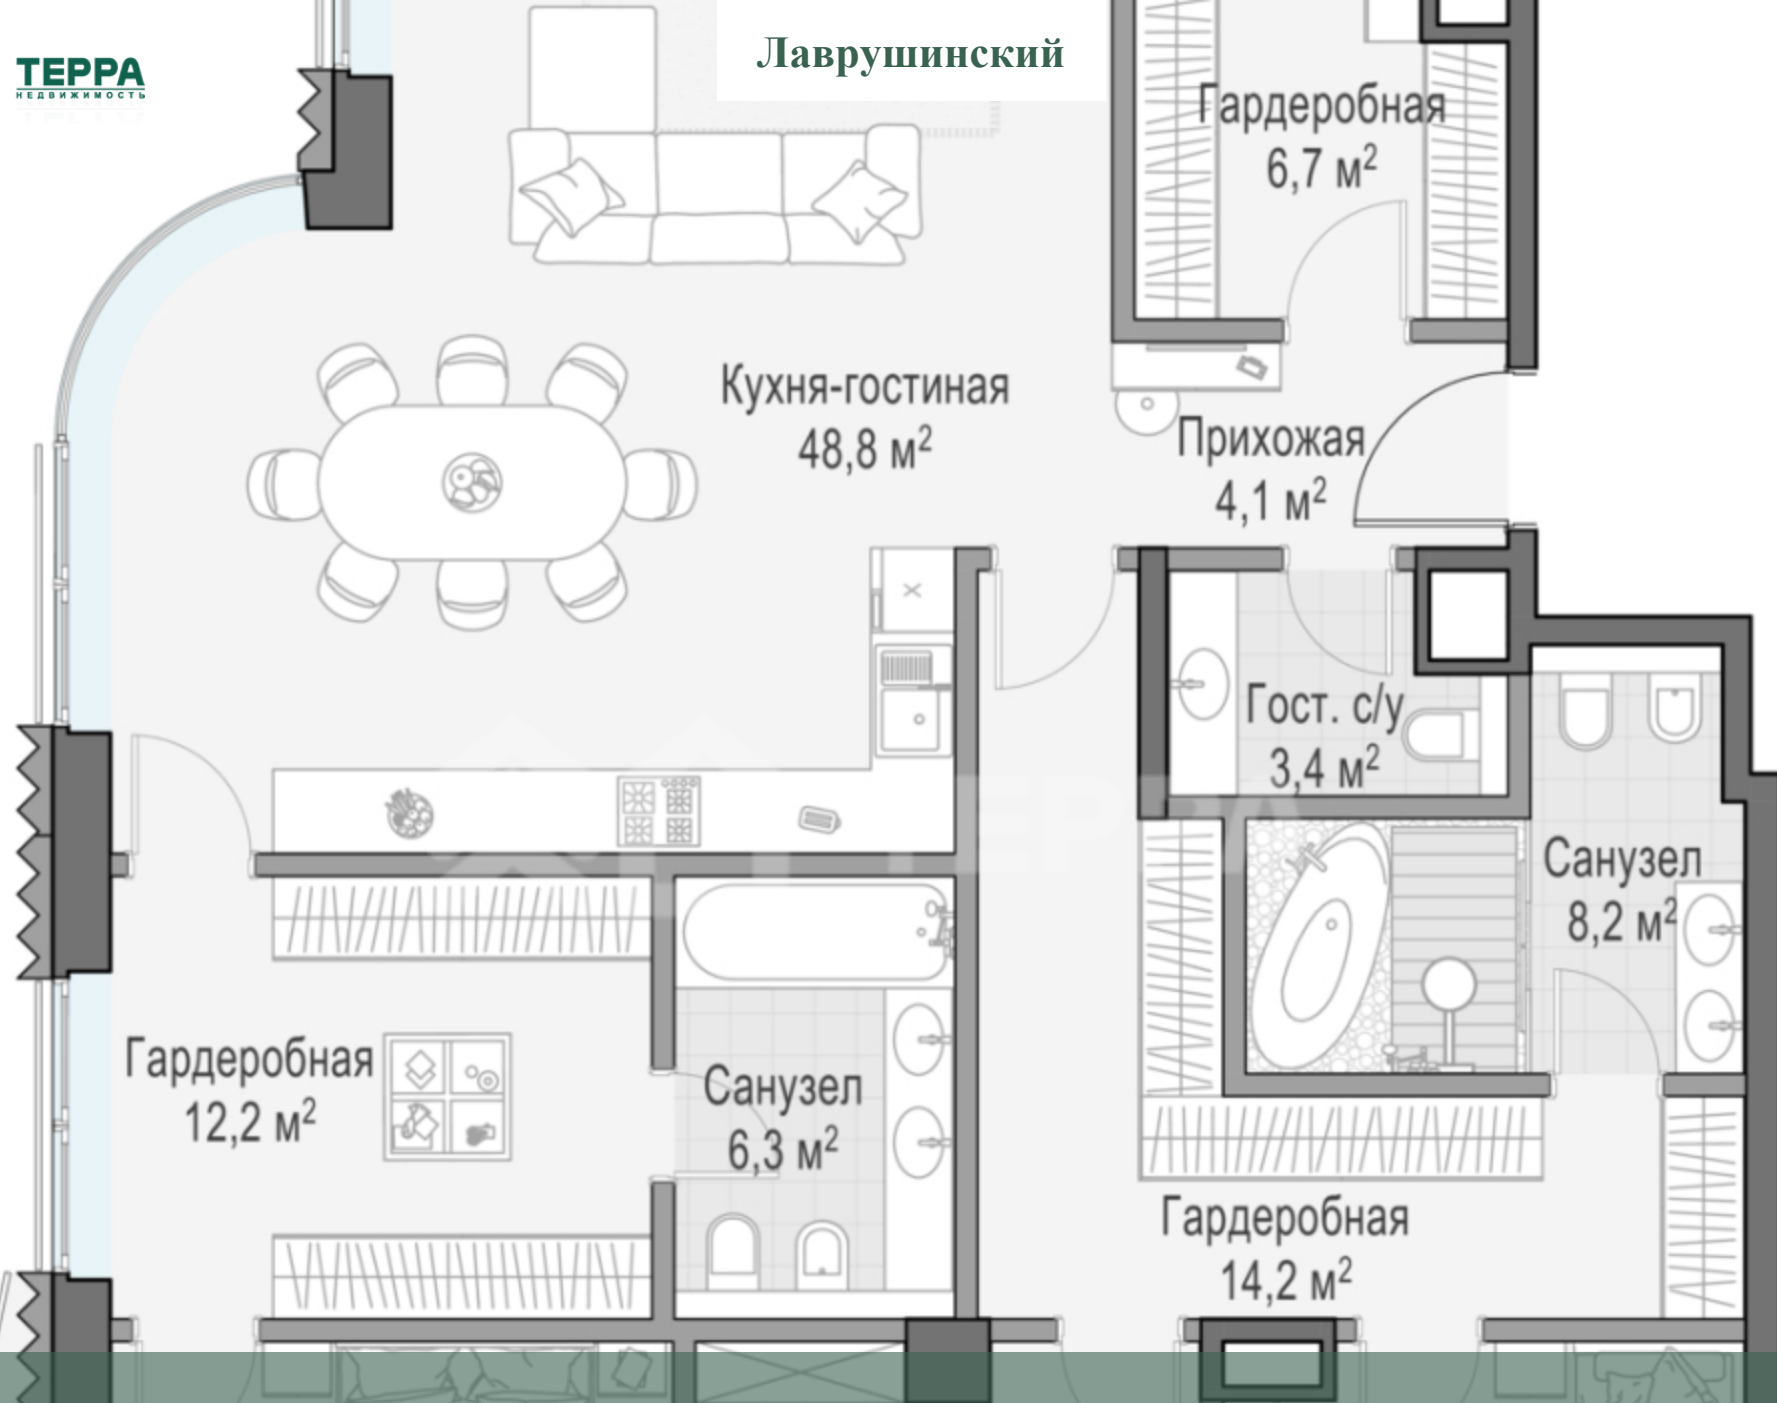 ТЕРРА
НЕДВИЖИМОСТЬ
Лаврушинский
Гардеробная
6,7 м²
Кухня-гостиная
48,8 м²
Прихожая
4,1 м²
Гост. с/у
3,4 м²
ТЕРРА
Санузел
8,2 м²
Гардеробная
12,2 м²
Санузел
6,3 м²
Гардеробная
14,2 м²